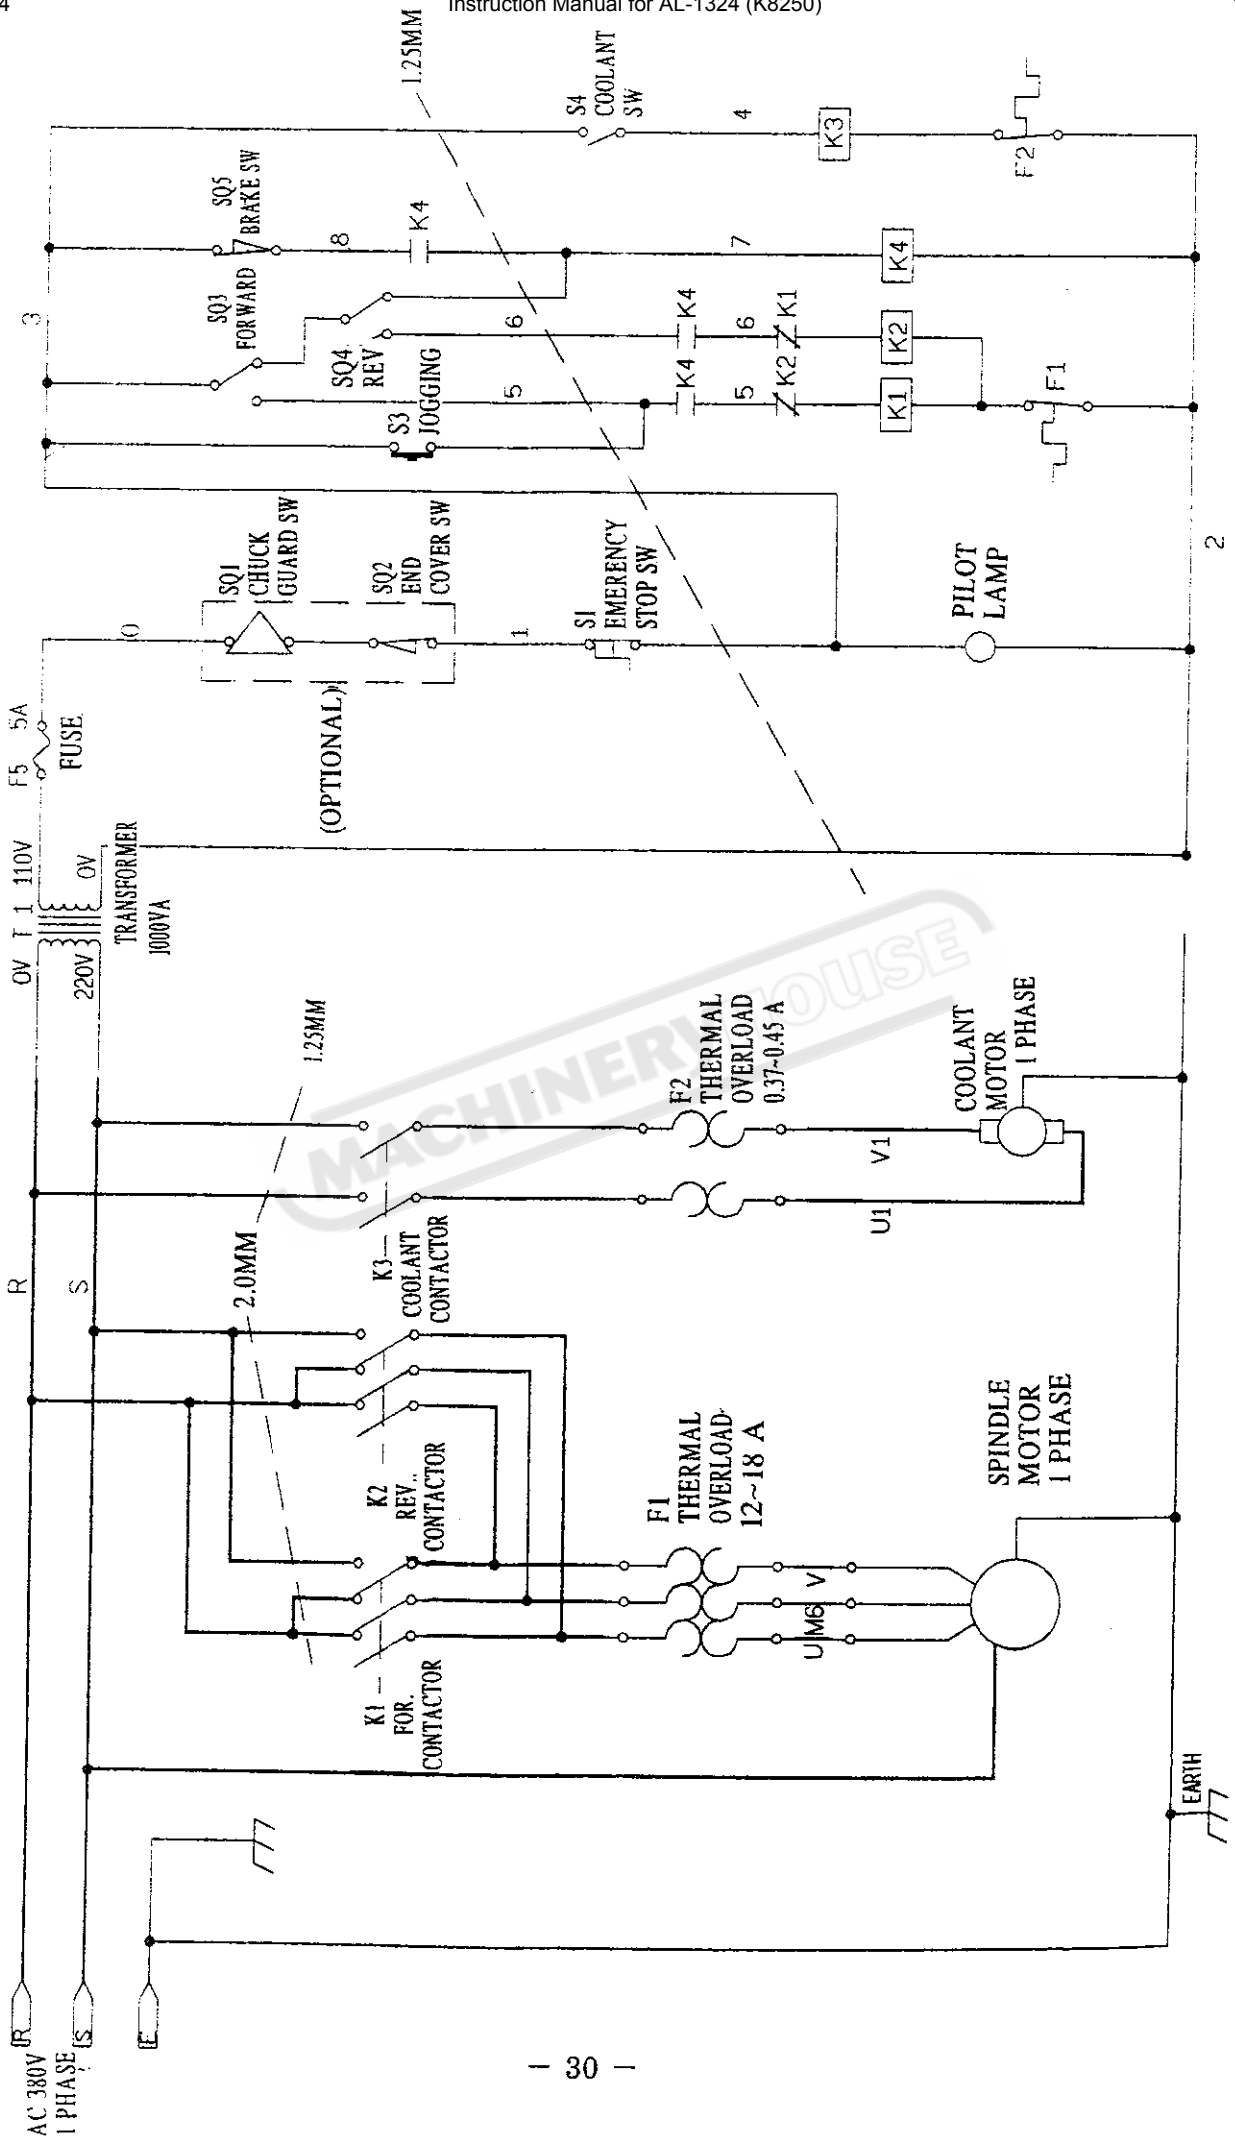 4
Instruction Manual for AL-1324 (K8250)
AC 380V
1 PHASE
R
S
E
EARTH
K1
FOR.
CONTACTOR
K2
REV..
CONTACTOR
2.0MM
R
S
K3
COOLANT
CONTACTOR
1.25MM
F1
THERMAL
OVERLOAD
12~18 A
U
M6
V
SPINDLE
MOTOR
1 PHASE
F2
THERMAL
OVERLOAD
0.37~0.45 A
U1
V1
COOLANT
MOTOR
1 PHASE
0V T 1 110V
220V
0V
TRANSFORMER
1000VA
F5 5A
FUSE
(OPTIONAL)
0
SQ1
CHUCK
GUARD SW
SQ2
END
COVER SW
1
S1
EMERENCY
STOP SW
PILOT
LAMP
2
3
S3
JOGGING
SQ3
FORWARD
SQ4
REV
5
K4
5
K2
K1
F1
6
K4
6
K1
K2
SQ5
BRAKE SW
8
K4
7
K4
1.25MM
S4
COOLANT
SW
4
K3
F2
MACHINERYHOUSE
- 30 -